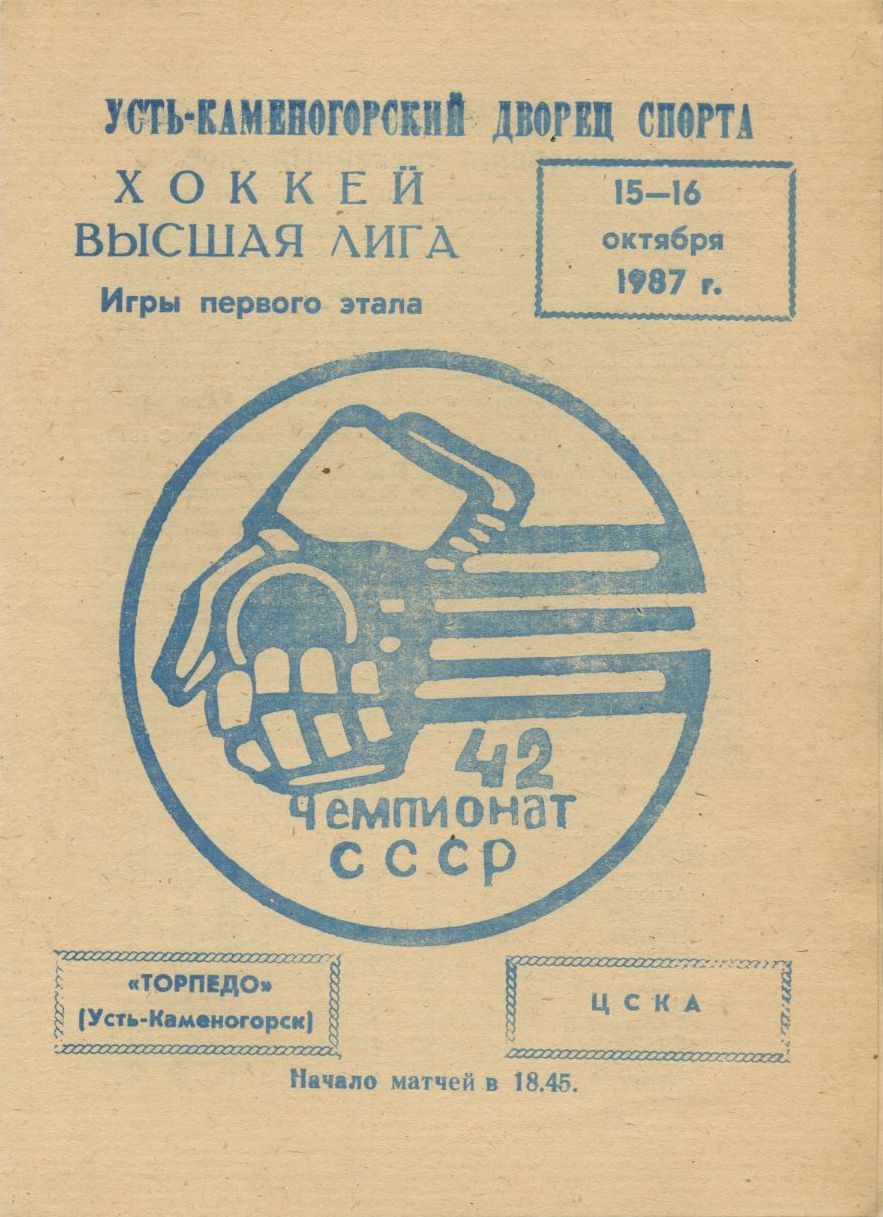 УСТЬ-КАМЕНОГОРСКИЙ ДВОРЕЦ СПОРТА
ХОККЕЙ
ВЫСШАЯ ЛИГА
Игры первого этапа
15—16
октября
1987 г.
42
Чемпионат
СССР
«ТОРПЕДО»
(Усть-Каменогорск)
ЦСКА
Начало матчей в 18.45.